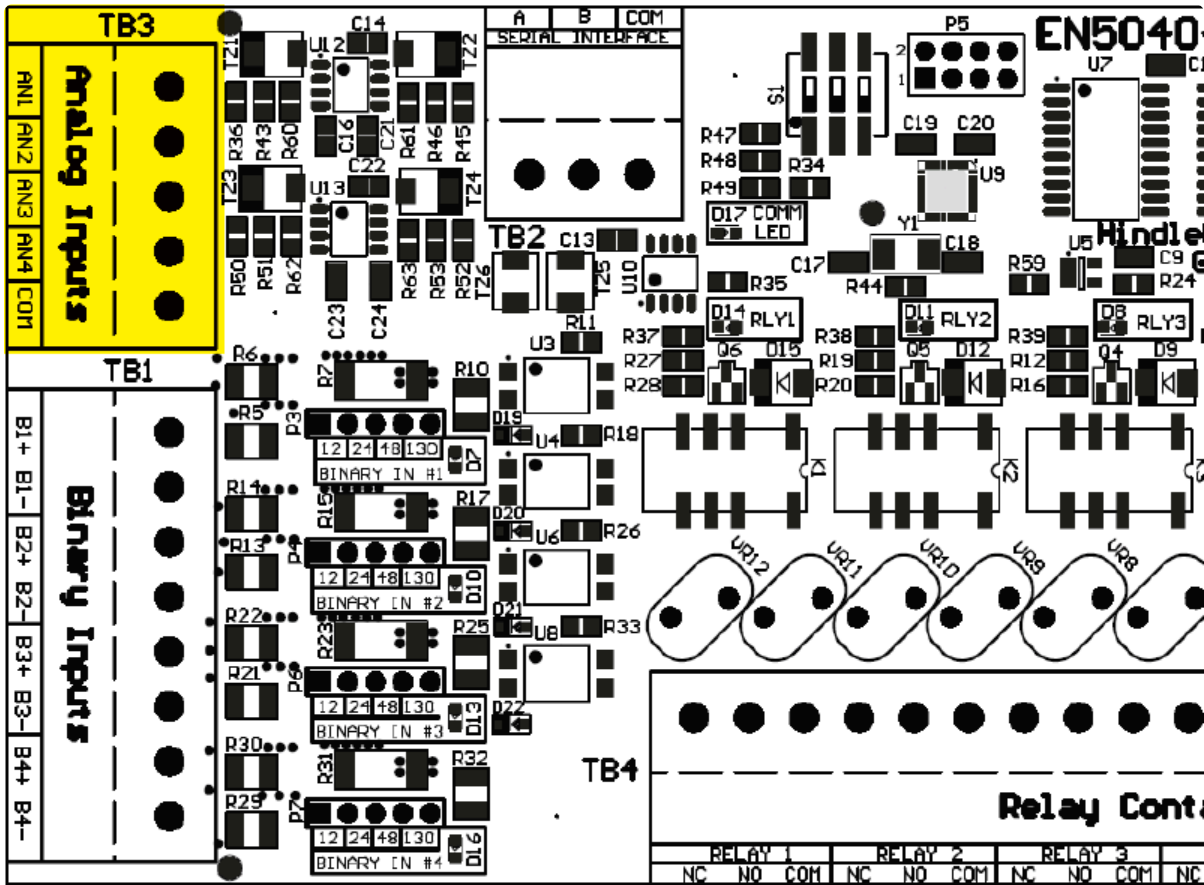 TB3
Analog Inputs
AN1
AN2
AN3
AN4
COM
TZ1
U12
C14
TZ2
R36
R43
R60
C16
C21
R61
R46
R45
C22
TZ3
U13
TZ4
R50
R51
R62
C23
C24
R63
R53
R52
A B COM
SERIAL INTERFACE
TB2
TZ6
TZ5
C13
U10
S1
R47
R48
R49
R34
D17 COMM
LED
P5
2
1
EN5040-
U7
C19
C20
U9
Y1
C17
C18
R44
R35
U5
Hindle
C9
R59
R24
D14 RLY1
D11 RLY2
D8 RLY3
R37
R27
R28
Q6
D15
R38
R19
R20
Q5
D12
R39
R12
R16
Q4
D9
TB1
Binary Inputs
B1+
B1-
B2+
B2-
B3+
B3-
B4+
B4-
R6
R5
R7
R10
P3
12 24 48 130
BINARY IN #1
D7
U3
R11
D19
U4
R18
R14
R13
R15
R17
P4
12 24 48 130
BINARY IN #2
D10
D20
U6
R26
R22
R21
R23
R25
P6
12 24 48 130
BINARY IN #3
D13
D21
U8
R33
D22
R30
R29
R31
R32
P7
12 24 48 130
BINARY IN #4
D16
K1
K2
VR12
VR11
VR10
VR9
VR8
TB4
Relay Conta
RELAY 1
RELAY 2
RELAY 3
NC NO COM NC NO COM NC NO COM NC